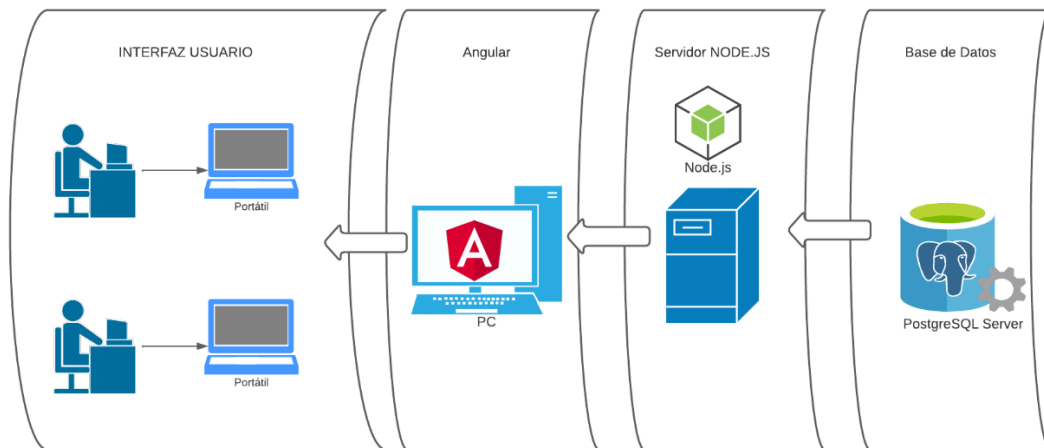 INTERFAZ USUARIO
Angular
Servidor NODE.JS
Base de Datos
Node.js
Portátil
A
PC
PostgreSQL Server
Portátil